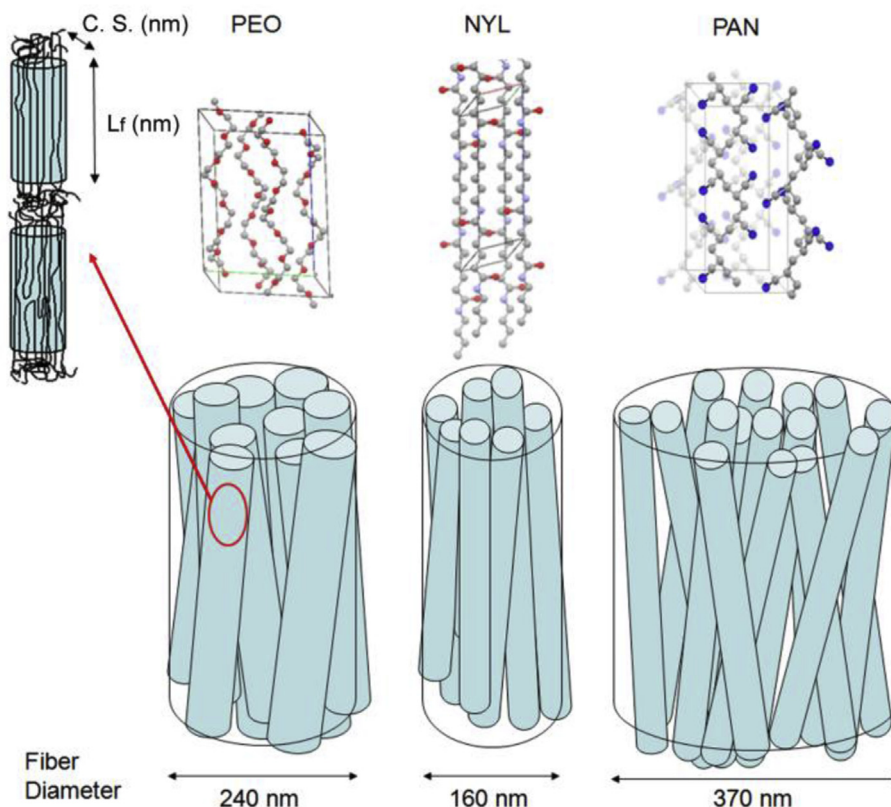 C. S. (nm)
PEO
NYL
PAN
Lf (nm)
Fiber
Diameter
240 nm
160 nm
370 nm